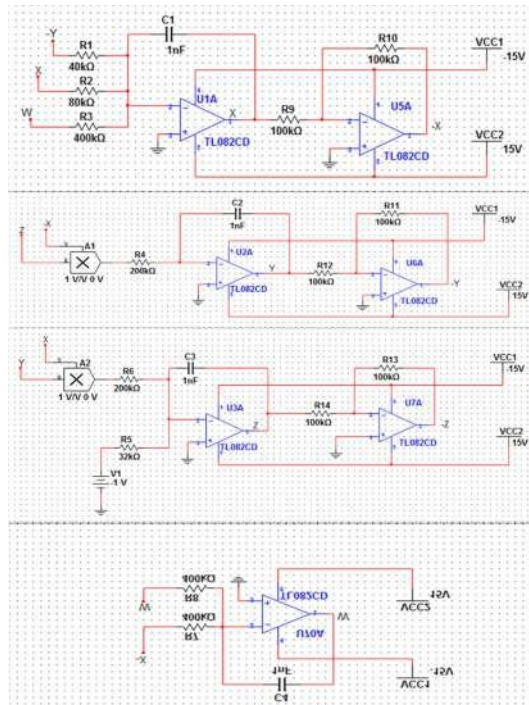 C1
1nF
-Y
R1
40kΩ
X
R2
80kΩ
W
R3
400kΩ
U1A
X
TL082CD
R9
100kΩ
R10
100kΩ
U5A
-X
TL082CD
VCC1
-15V
VCC2
15V
-X
Z
A1
1 V/V 0 V
R4
200kΩ
C2
1nF
U2A
Y
TL082CD
R12
100kΩ
R11
100kΩ
U6A
-Y
TL082CD
VCC1
-15V
VCC2
15V
X
Y
A2
1 V/V 0 V
R6
200kΩ
R5
32kΩ
V1
-1 V
C3
1nF
U3A
Z
TL082CD
R14
100kΩ
R13
100kΩ
U7A
-Z
TL082CD
VCC1
-15V
VCC2
15V
400kΩ
R8
W
400kΩ
R7
-X
TL082CD
U70A
W
1nF
C4
15V
VCC2
-15V
VCC1